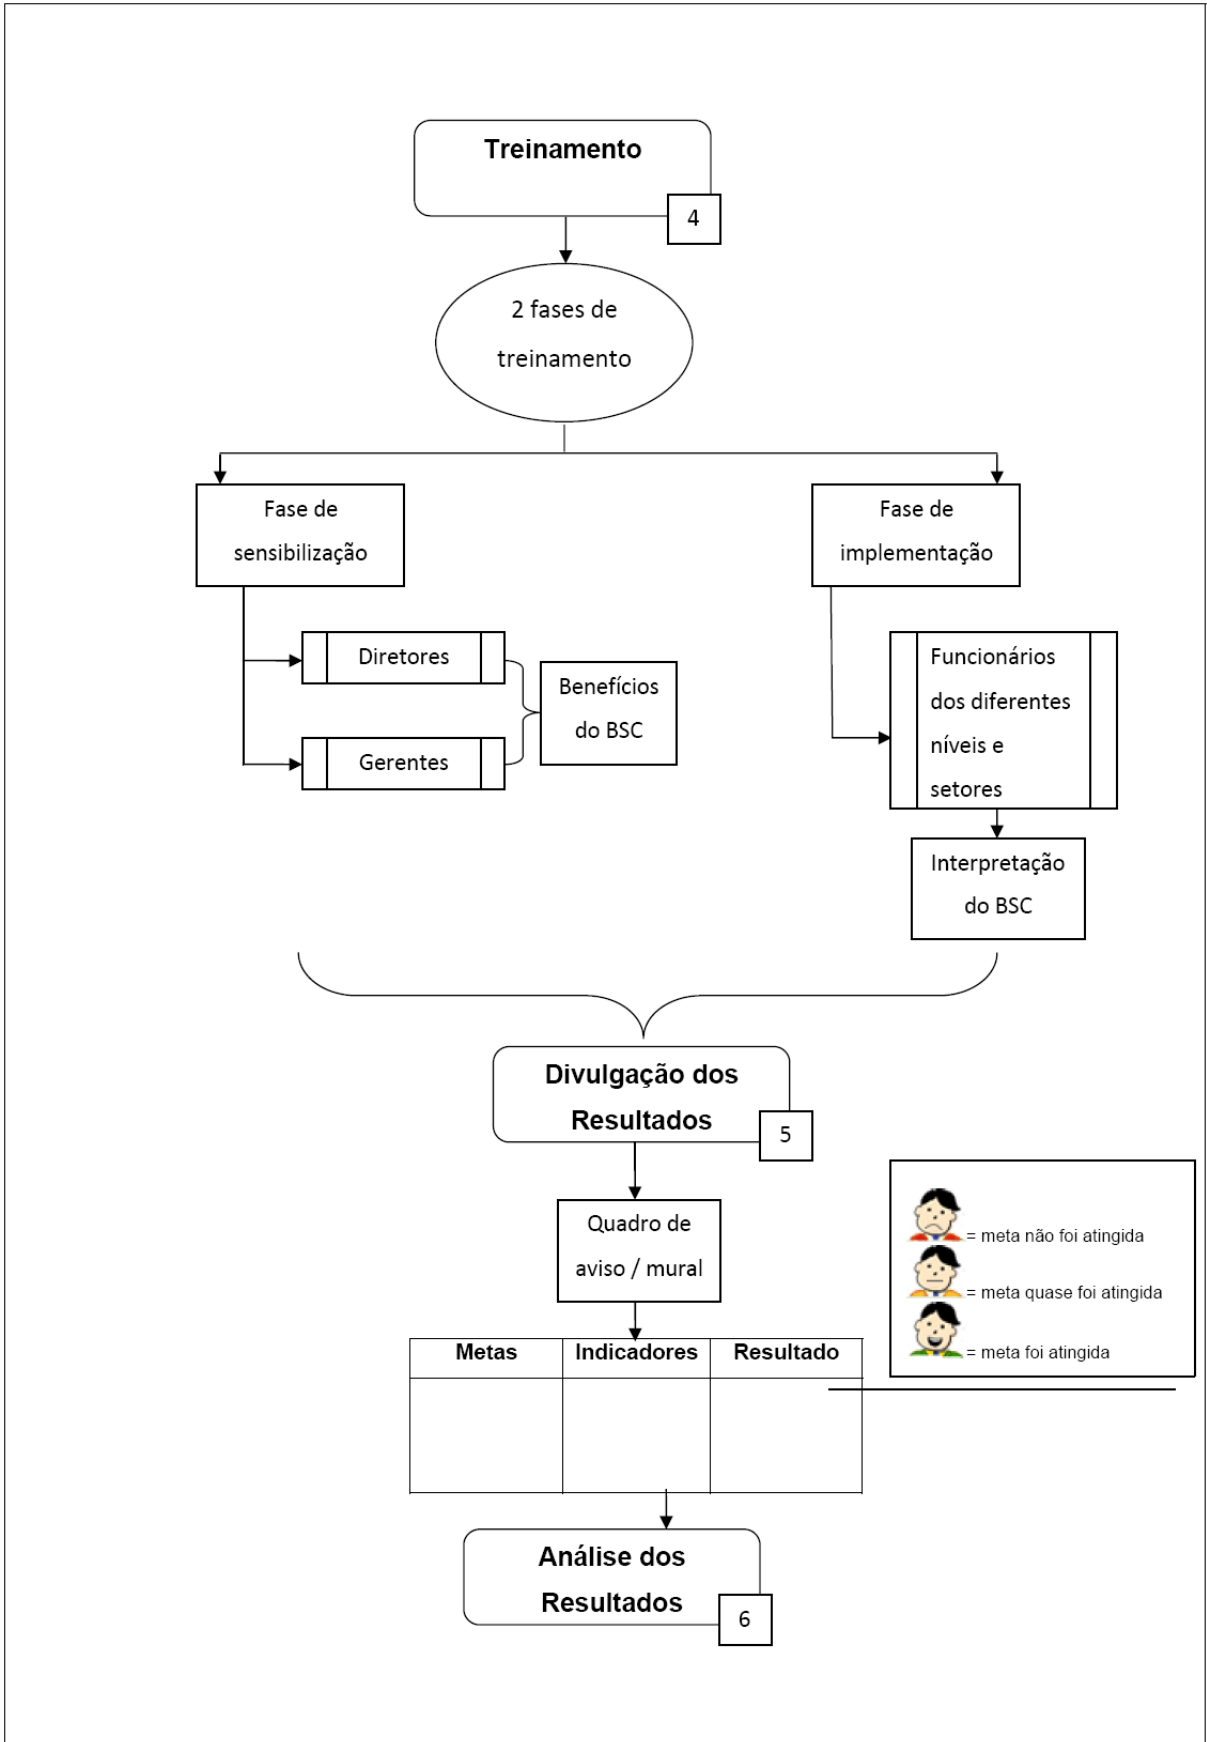 Treinamento
4
2 fases de
treinamento
Fase de
sensibilização
Fase de
implementação
Diretores
Gerentes
Benefícios
do BSC
Funcionários
dos diferentes
níveis e
setores
Interpretação
do BSC
Divulgação dos
Resultados
5
Quadro de
aviso / mural
= meta não foi atingida
= meta quase foi atingida
= meta foi atingida
Metas Indicadores Resultado
Análise dos
Resultados
6